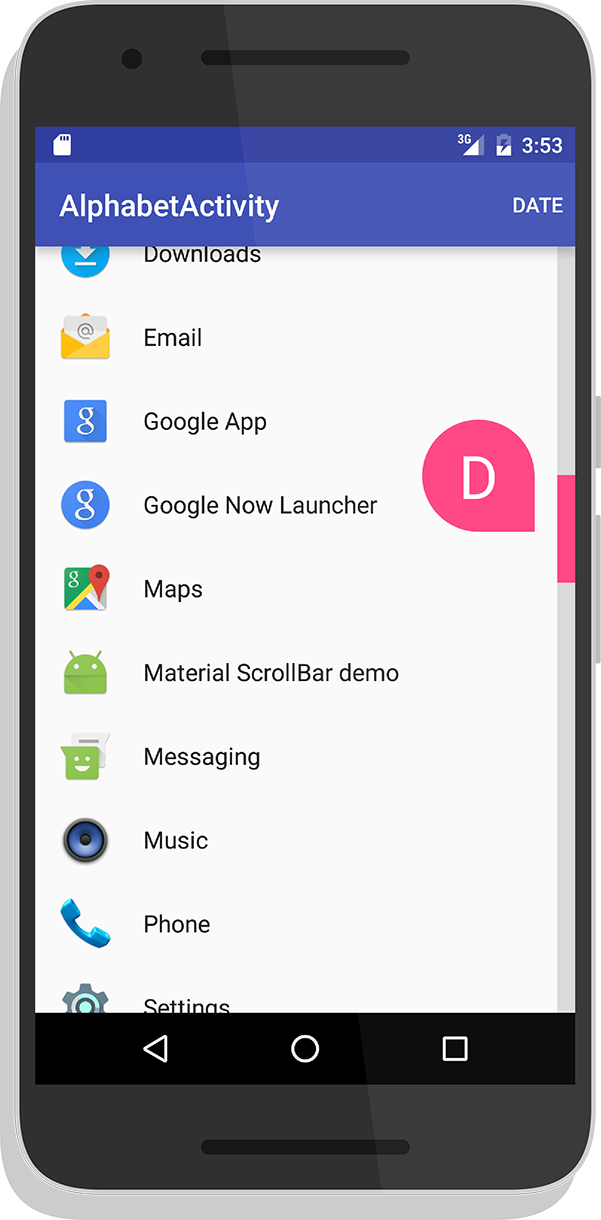 3G 3:53
AlphabetActivity DATE
Downloads
@
Email
g
Google App
D
g
Google Now Launcher
g
Maps
Material ScrollBar demo
Messaging
Music
Phone
Settings